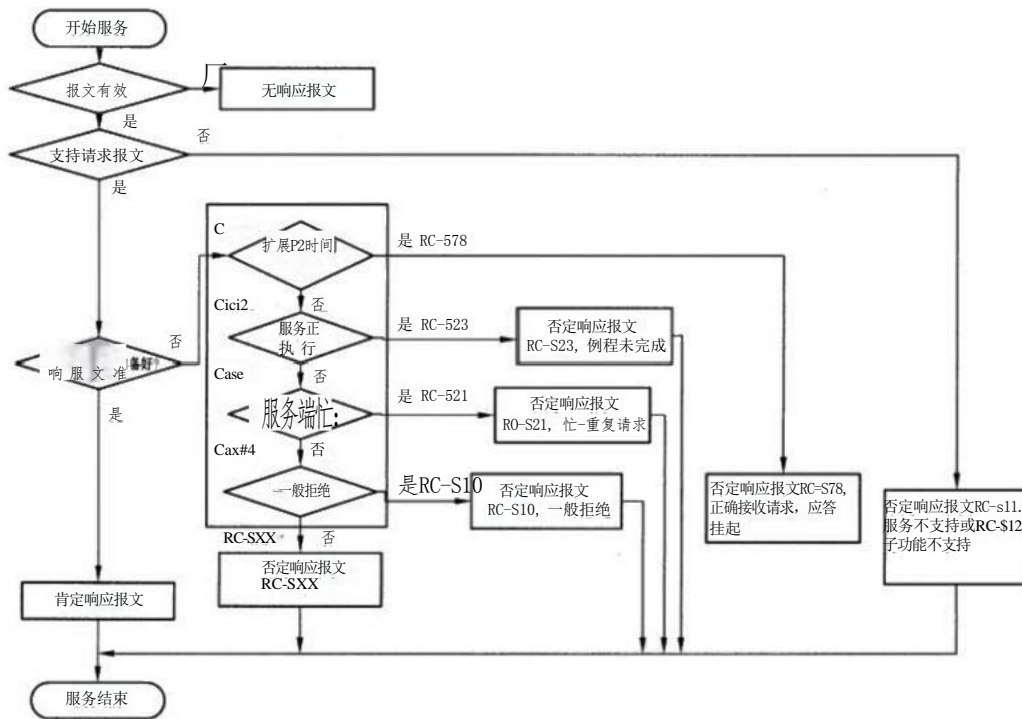 开始服务
报文有效
厂
无响应报文
是
否
支持请求报文
是
C
扩展P2时间
是 RC-578
否
Cici2
服务正
执 行
是 RC-523
否定响应报文
RC-S23, 例程未完成
否
响 服 文 准
备好
是
Case
否
服务端忙;
是 RC-521
否定响应报文
RO-S21, 忙-重复请求
Cax#4
否
一般拒绝
是RC-S10
否定响应报文
RC-S10, 一般拒绝
否定响应报文RC=S78,
正确接收请求, 应答
挂起
否定响应报文RC-s11.
服务不支持或RC-$12
子功能不支持
RC-SXX
否
否定响应报文
RC-SXX
肯定响应报文
服务结束